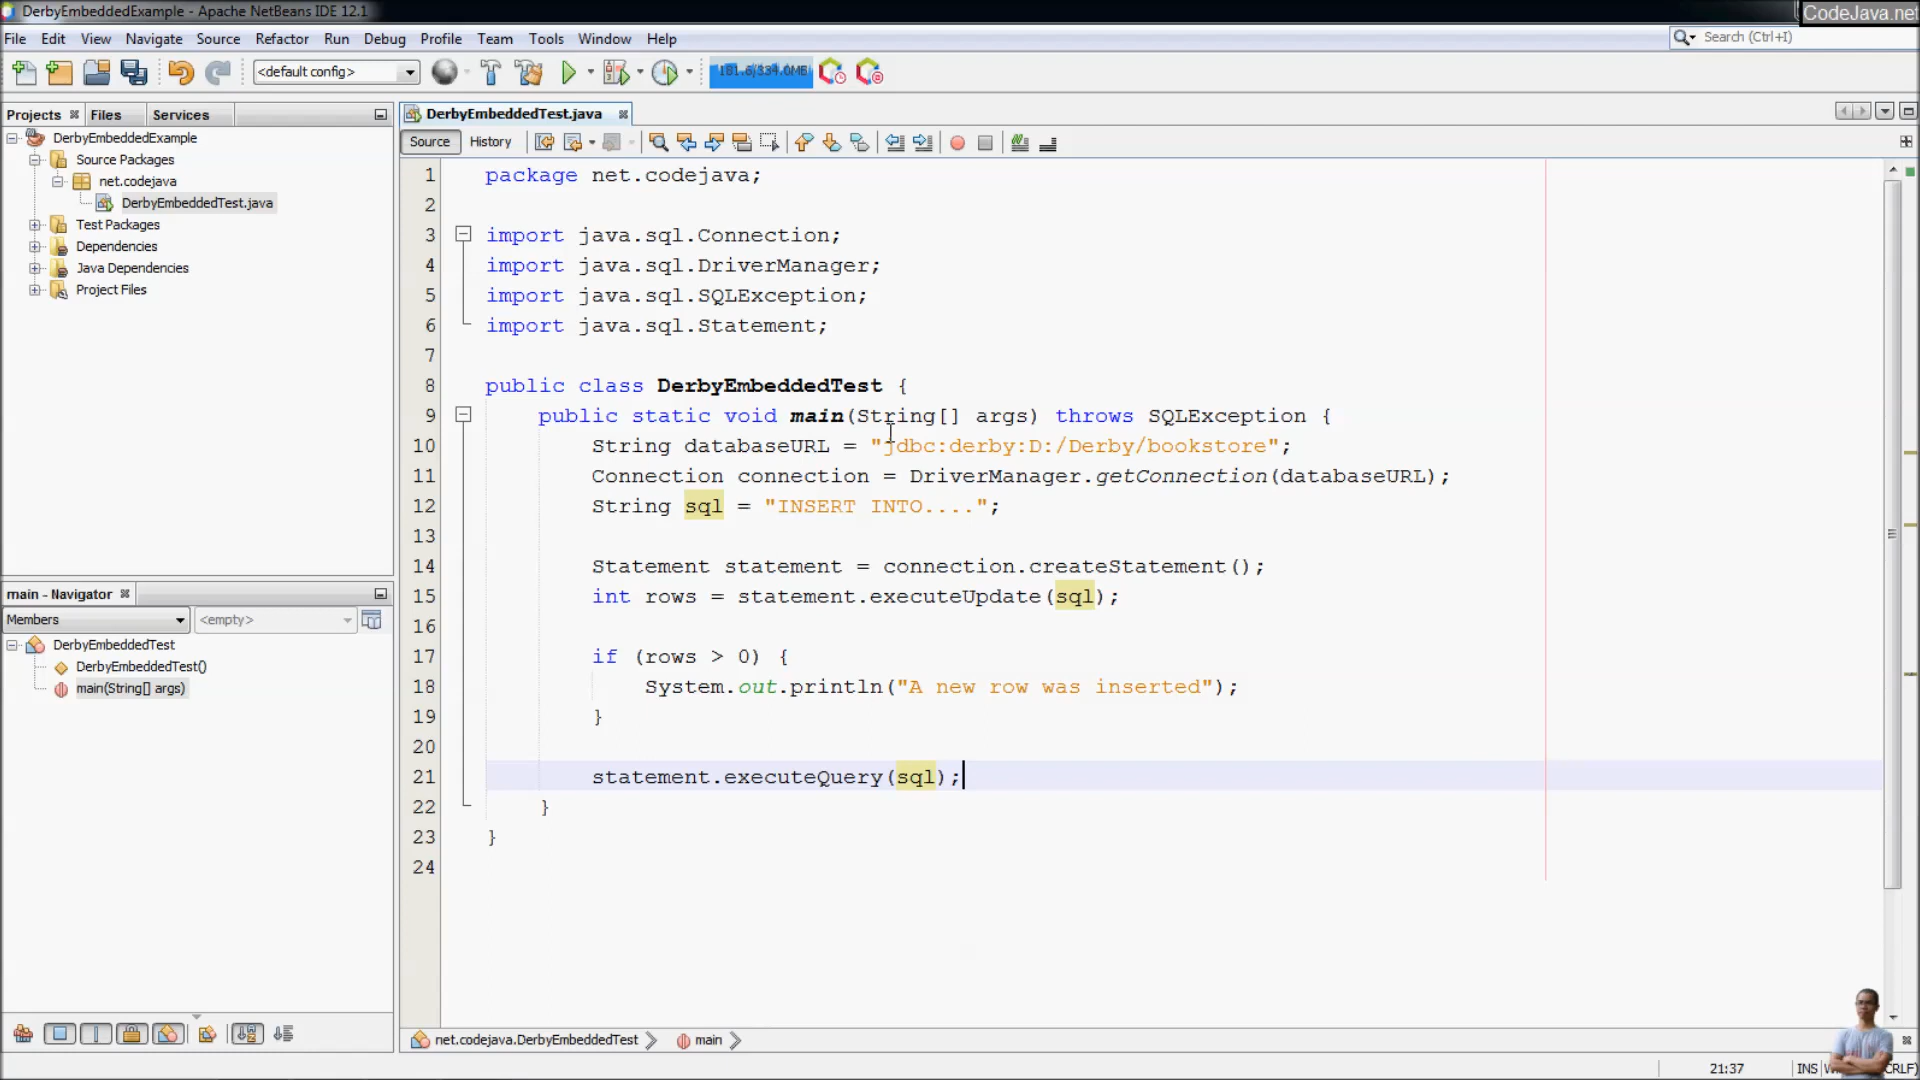 DerbyEmbeddedExample - Apache NetBeans IDE 12.1
CodeJava.net
File Edit View Navigate Source Refactor Run Debug Profile Team Tools Window Help
Search (Ctrl+I)
<default config>
181.6/334.0MB
Projects Files Services
DerbyEmbeddedExample
Source Packages
net.codejava
DerbyEmbeddedTest.java
Test Packages
Dependencies
Java Dependencies
Project Files
main - Navigator
Members
<empty>
DerbyEmbeddedTest
DerbyEmbeddedTest()
main(String[] args)
DerbyEmbeddedTest.java
Source History
1 package net.codejava;
2
3 import java.sql.Connection;
4 import java.sql.DriverManager;
5 import java.sql.SQLException;
6 import java.sql.Statement;
7
8 public class DerbyEmbeddedTest {
9 public static void main(String[] args) throws SQLException {
10 String databaseURL = "jdbc:derby:D:/Derby/bookstore";
11 Connection connection = DriverManager.getConnection(databaseURL);
12 String sql = "INSERT INTO....";
13
14 Statement statement = connection.createStatement();
15 int rows = statement.executeUpdate(sql);
16
17 if (rows > 0) {
18 System.out.println("A new row was inserted");
19 }
20
21 statement.executeQuery(sql);
22 }
23 }
24
net.codejava.DerbyEmbeddedTest
main
21:37
INS
CRLF)